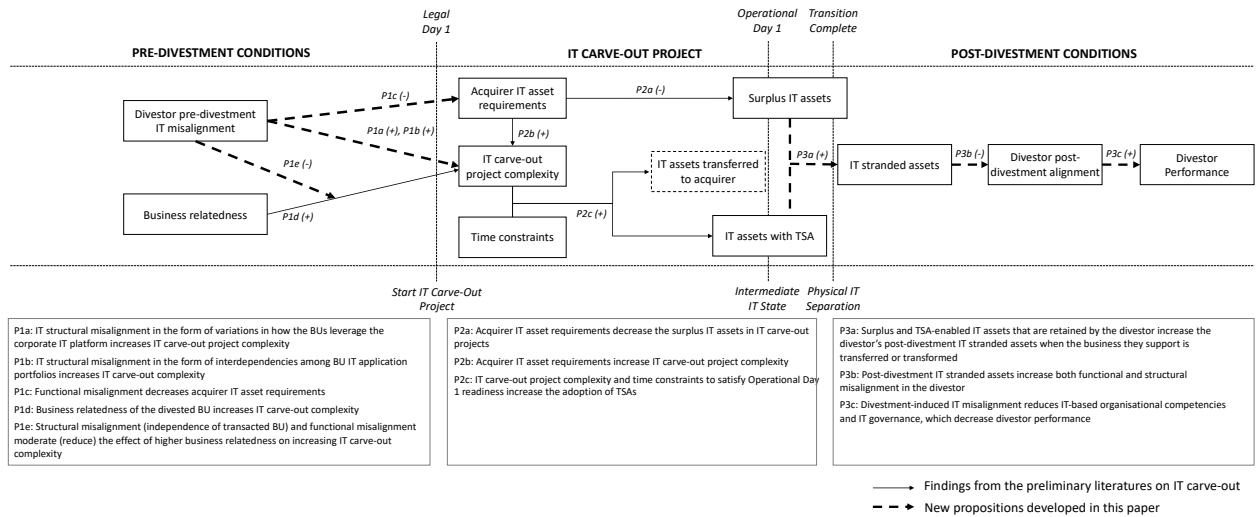 Legal
Day 1
Operational
Day 1
Transition
Complete
PRE-DIVESTMENT CONDITIONS
IT CARVE-OUT PROJECT
POST-DIVESTMENT CONDITIONS
Divestor pre-divestment
IT misalignment
P1c (-)
P1a (+), P1b (+)
P1e (-)
Business relatedness
P1d (+)
Acquirer IT asset
requirements
P2a (-)
Surplus IT assets
P2b (+)
IT carve-out
project complexity
IT assets transferred
to acquirer
P2c (+)
Time constraints
IT assets with TSA
P3a (+)
IT stranded assets
P3b (-)
Divestor post-
divestment alignment
P3c (+)
Divestor
Performance
Start IT Carve-Out
Project
Intermediate
IT State
Physical IT
Separation
P1a: IT structural misalignment in the form of variations in how the BUs leverage the
corporate IT platform increases IT carve-out project complexity
P1b: IT structural misalignment in the form of interdependencies among BU IT application
portfolios increases IT carve-out complexity
P1c: Functional misalignment decreases acquirer IT asset requirements
P1d: Business relatedness of the divested BU increases IT carve-out complexity
P1e: Structural misalignment (independence of transacted BU) and functional misalignment
moderate (reduce) the effect of higher business relatedness on increasing IT carve-out
complexity
P2a: Acquirer IT asset requirements decrease the surplus IT assets in IT carve-out
projects
P2b: Acquirer IT asset requirements increase IT carve-out project complexity
P2c: IT carve-out project complexity and time constraints to satisfy Operational Day
1 readiness increase the adoption of TSAs
P3a: Surplus and TSA-enabled IT assets that are retained by the divestor increase the
divestor's post-divestment IT stranded assets when the business they support is
transferred or transformed
P3b: Post-divestment IT stranded assets increase both functional and structural
misalignment in the divestor
P3c: Divestment-induced IT misalignment reduces IT-based organisational competencies
and IT governance, which decrease divestor performance
Findings from the preliminary literatures on IT carve-out
New propositions developed in this paper